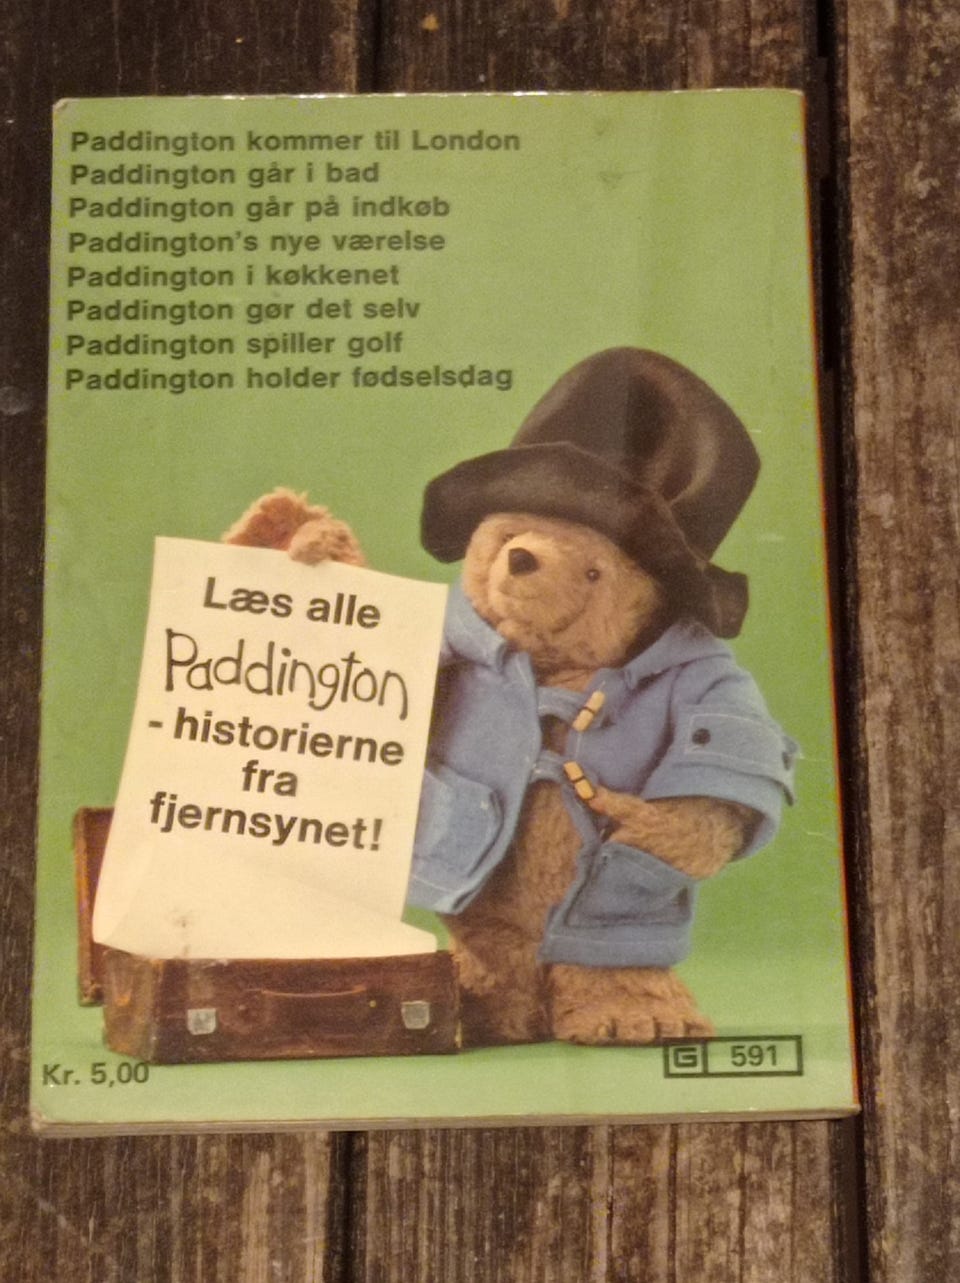 Paddington kommer til London
Paddington går i bad
Paddington går på indkøb
Paddington's nye værelse
Paddington i køkkenet
Paddington gør det selv
Paddington spiller golf
Paddington holder fødselsdag
Læs alle
Paddington
- historierne
fra
fjernsynet!
Kr. 5,00
G 591